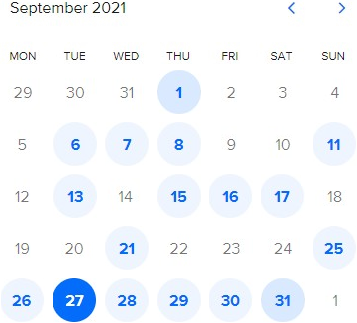 September 2021
MON TUE WED THU FRI SAT SUN
29 30 31 1 2 3 4
5 6 7 8 9 10 11
12 13 14 15 16 17 18
19 20 21 22 23 24 25
26 27 28 29 30 31 1